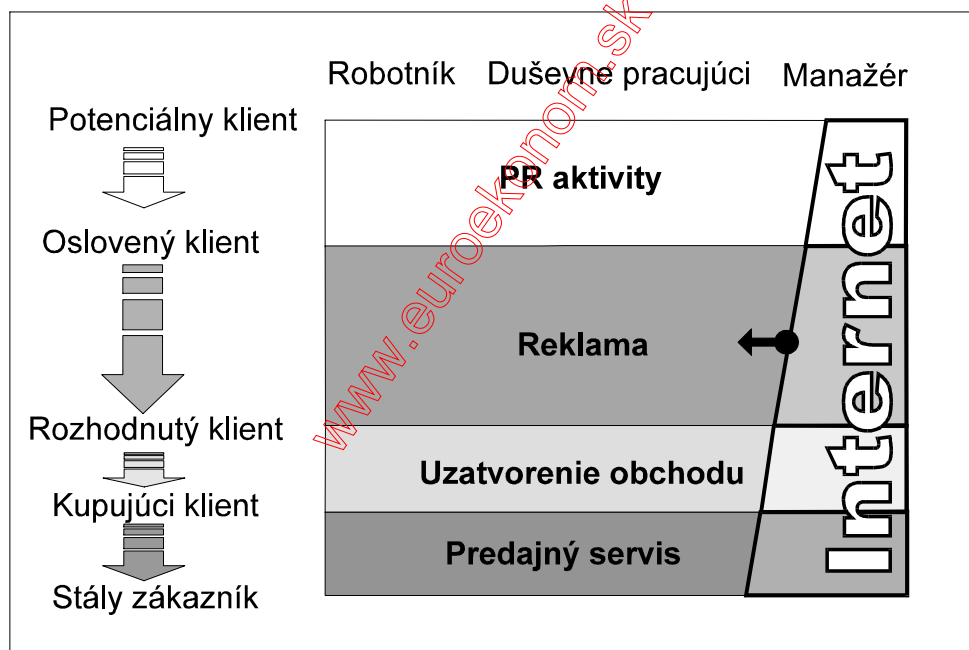 Robotník Duševne pracujúci Manažér
Potenciálny klient
PR aktivity
Oslovený klient
Reklama
Rozhodnutý klient
Uzatvorenie obchodu
Kupujúci klient
Predajný servis
Stály zákazník
Internet
www.euroekonom.sk